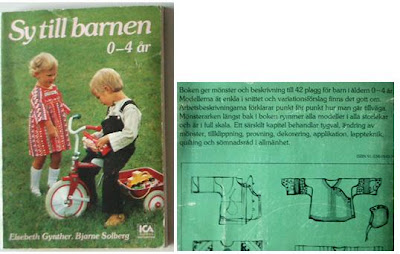 Sy till barnen
0–4 år
Elsebeth Gynther. Bjarne Solberg
ICA
Boken ger mönster och beskrivning till 42 plagg för barn i åldern 0–4 år.
Modellerna är enkla i snittet och variationsförslag finns det gott om.
Arbetsbeskrivningarna förklarar punkt för punkt hur man går tillväga.
Mönsterarken längst bak i boken rymmer alla modeller i alla storlekar
och är i full skala. Ett särskilt kapitel behandlar tygval, ändring av
mönster, tillklippning, provning, dekorering, applikation, lappteknik,
quilting och sömnadsråd i allmänhet.